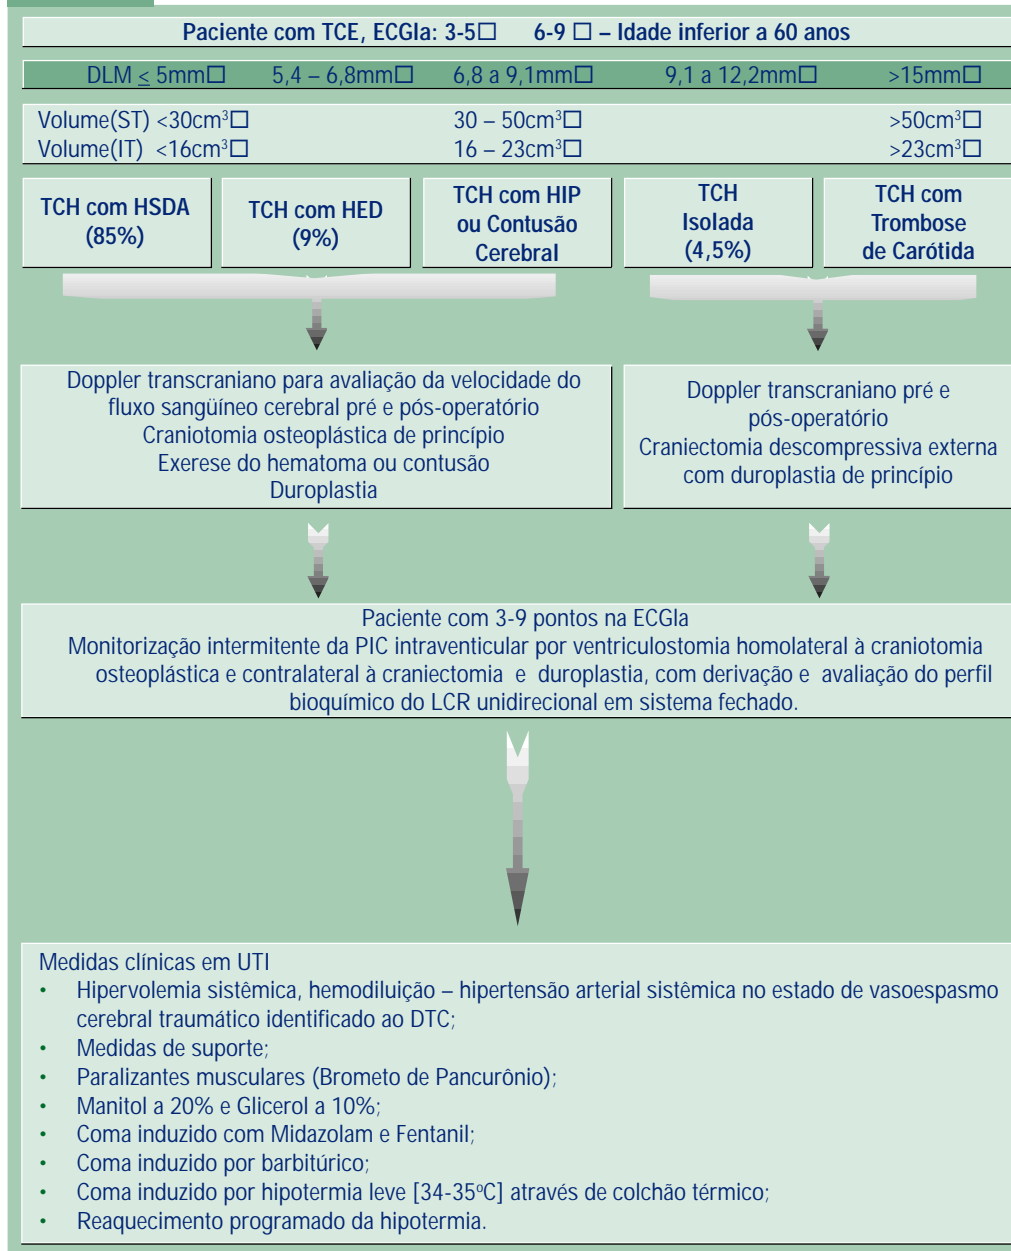 Paciente com TCE, ECGla: 3-5□ 6-9 □ – Idade inferior a 60 anos
DLM ≤ 5mm□ 5,4 – 6,8mm□ 6,8 a 9,1mm□ 9,1 a 12,2mm□ >15mm□
Volume(ST) <30cm³□ 30 – 50cm³□ >50cm³□
Volume(IT) <16cm³□ 16 – 23cm³□ >23cm³□
TCH com HSDA
(85%)
TCH com HED
(9%)
TCH com HIP
ou Contusão
Cerebral
TCH
Isolada
(4,5%)
TCH com
Trombose
de Carótida
Doppler transcraniano para avaliação da velocidade do
fluxo sangüíneo cerebral pré e pós-operatório
Craniotomia osteoplástica de princípio
Exerese do hematoma ou contusão
Duroplastia
Doppler transcraniano pré e
pós-operatório
Craniectomia descompressiva externa
com duroplastia de princípio
Paciente com 3-9 pontos na ECGla
Monitorização intermitente da PIC intraventicular por ventriculostomia homolateral à craniotomia
osteoplástica e contralateral à craniectomia e duroplastia, com derivação e avaliação do perfil
bioquímico do LCR unidirecional em sistema fechado.
Medidas clínicas em UTI
• Hipervolemia sistêmica, hemodiluição – hipertensão arterial sistêmica no estado de vasoespasmo
cerebral traumático identificado ao DTC;
• Medidas de suporte;
• Paralizantes musculares (Brometo de Pancurônio);
• Manitol a 20% e Glicerol a 10%;
• Coma induzido com Midazolam e Fentanil;
• Coma induzido por barbitúrico;
• Coma induzido por hipotermia leve [34-35ºC] através de colchão térmico;
• Reaquecimento programado da hipotermia.